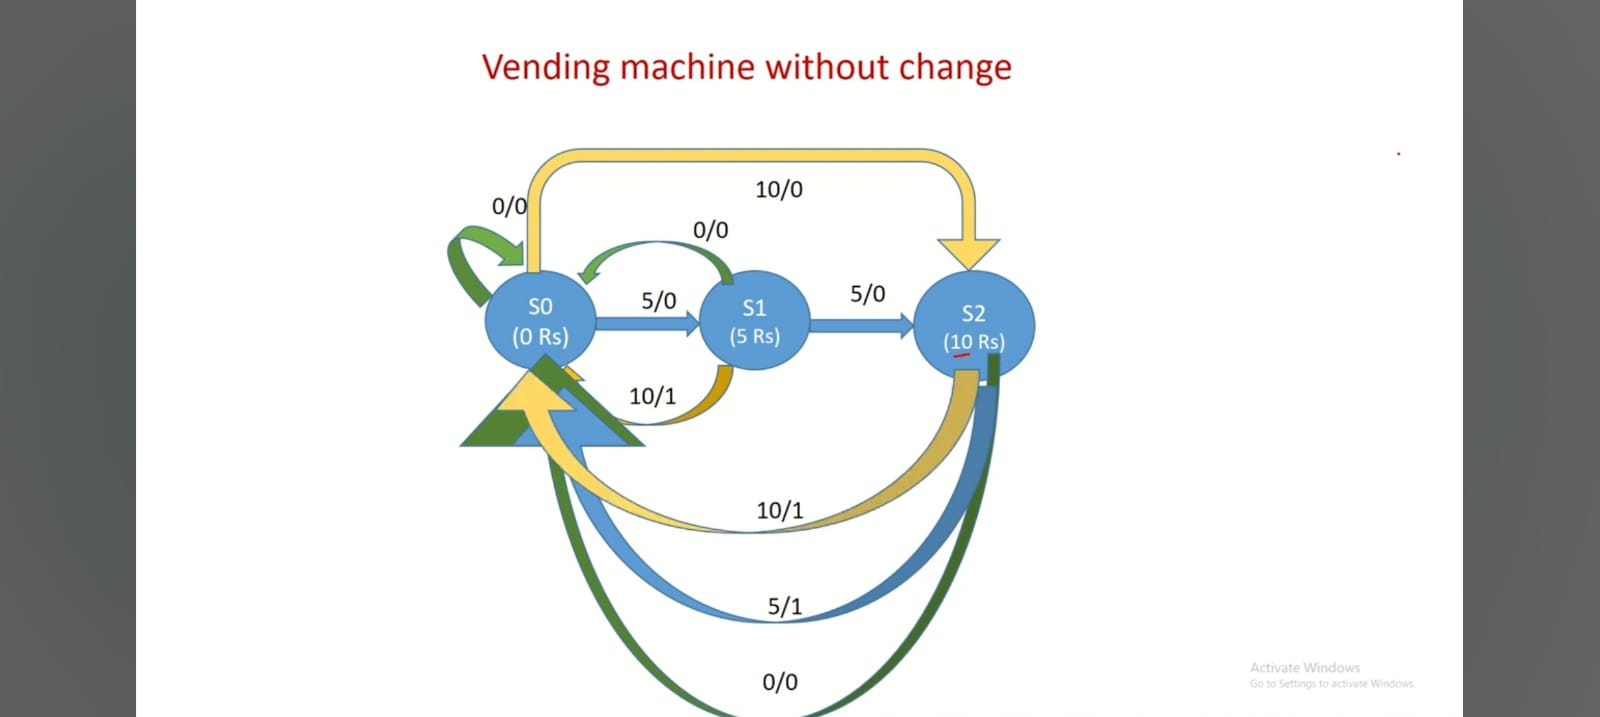 Vending machine without change
10/0
0/0
0/0
5/0
5/0
S0
(0 Rs)
S1
(5 Rs)
S2
(10 Rs)
10/1
10/1
5/1
0/0
Activate Windows
Go to Settings to activate Windows.